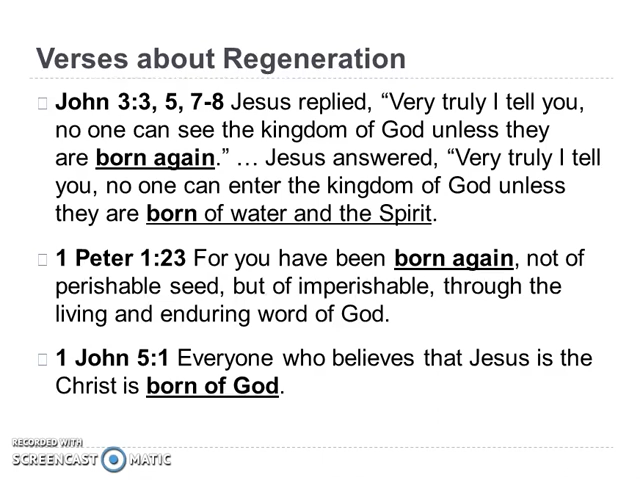 Verses about Regeneration
John 3:3, 5, 7-8 Jesus replied, “Very truly I tell you,
no one can see the kingdom of God unless they
are born again.” … Jesus answered, “Very truly I tell
you, no one can enter the kingdom of God unless
they are born of water and the Spirit.
1 Peter 1:23 For you have been born again, not of
perishable seed, but of imperishable, through the
living and enduring word of God.
1 John 5:1 Everyone who believes that Jesus is the
Christ is born of God.
RECORDED WITH
SCREENCAST MATIC